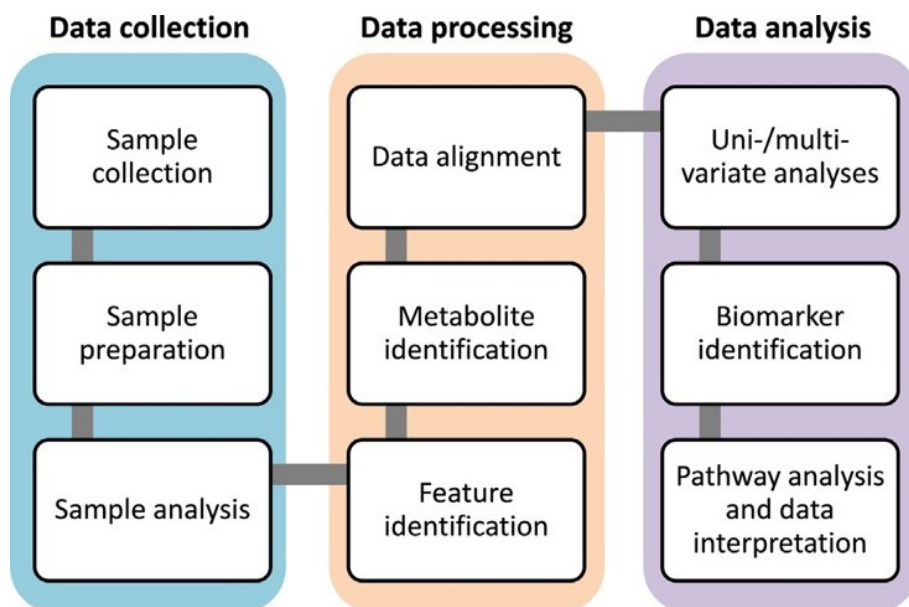 Data collection
Sample
collection
Sample
preparation
Sample analysis
Data processing
Data alignment
Metabolite
identification
Feature
identification
Data analysis
Uni-/multi-
variate analyses
Biomarker
identification
Pathway analysis
and data
interpretation